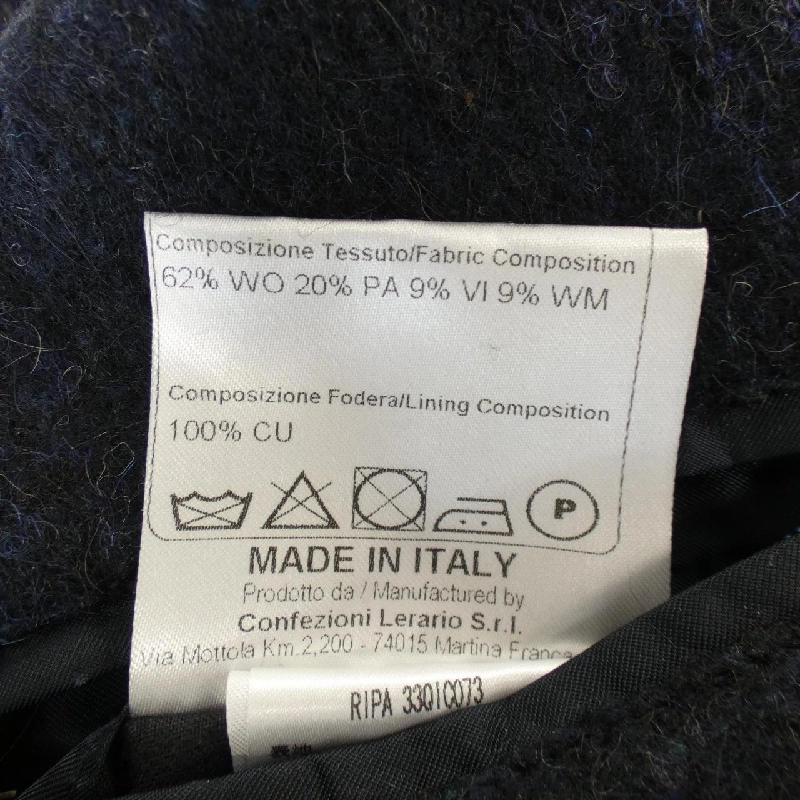 Composizione Tessuto/Fabric Composition
62% WO 20% PA 9% VI 9% WM
Composizione Fodera/Lining Composition
100% CU
P
MADE IN ITALY
Prodotto da / Manufactured by
Confezioni Lerario S.r.l.
Via Mottola Km.2,200 - 74015 Martina Franca
RIPA 33QIC073